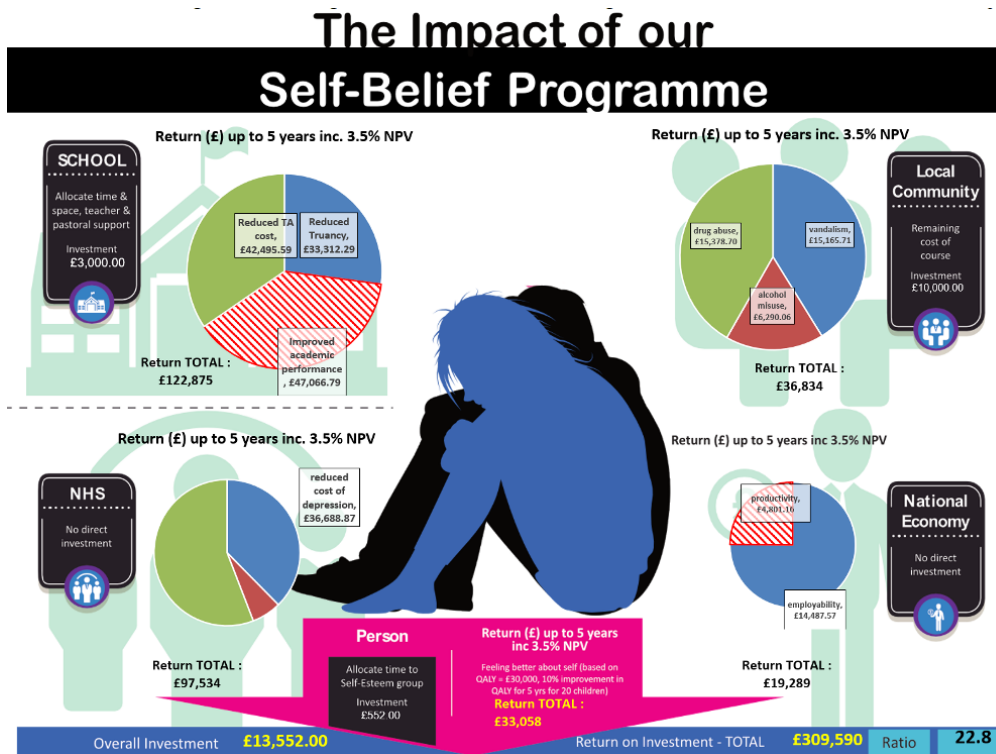 The Impact of our
Self-Belief Programme
Return (£) up to 5 years inc. 3.5% NPV
SCHOOL
Allocate time &
space, teacher &
pastoral support
Investment
£3,000.00
Reduced TA
cost,
£42,495.59
Reduced
Truancy,
£33,312.29
Improved
academic
performance
, £47,066.79
Return TOTAL :
£122,875
Return (£) up to 5 years inc. 3.5% NPV
drug abuse,
£15,378.70
vandalism,
£15,165.71
alcohol
misuse,
£6,290.06
Local
Community
Remaining
cost of
course
Investment
£10,000.00
Return TOTAL :
£36,834
Return (£) up to 5 years inc. 3.5% NPV
NHS
No direct
investment
reduced
cost of
depression,
£36,688.87
Return TOTAL :
£97,534
Return (£) up to 5 years inc 3.5% NPV
productivity,
£4,801.16
employability,
£14,487.57
National
Economy
No direct
investment
Return TOTAL :
£19,289
Person
Allocate time to
Self-Esteem group
Investment
£552.00
Return (£) up to 5 years
inc 3.5% NPV
Feeling better about self (based on
QALY = £30,000, 10% improvement in
QALY for 5 yrs for 20 children)
Return TOTAL :
£33,058
Overall Investment £13,552.00
Return on Investment - TOTAL £309,590 Ratio 22.8